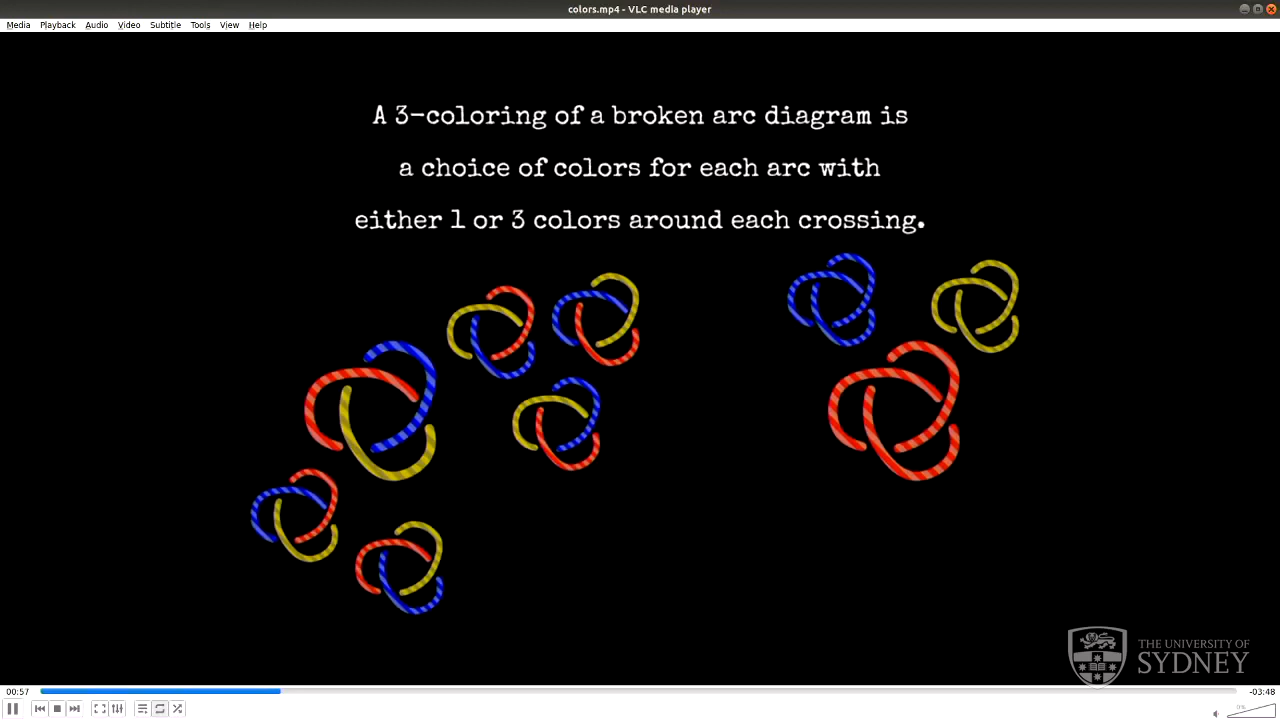 colors.mp4 - VLC media player
Media Playback Audio Video Subtitle Tools View Help
A 3-coloring of a broken arc diagram is
a choice of colors for each arc with
either 1 or 3 colors around each crossing.
THE UNIVERSITY OF
SYDNEY
00:57
-03:48
0%